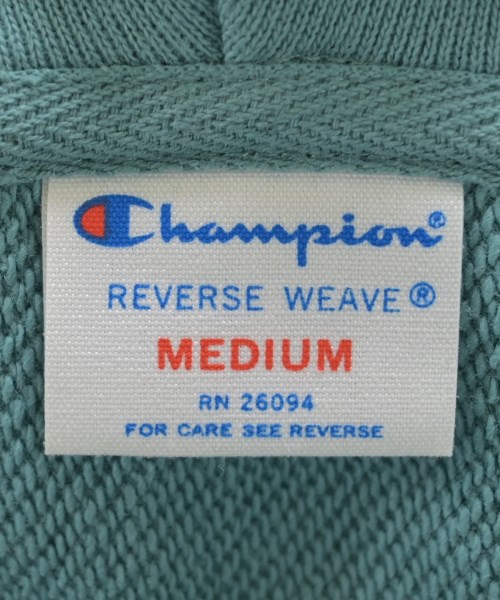 Champion®
REVERSE WEAVE®
MEDIUM
RN 26094
FOR CARE SEE REVERSE